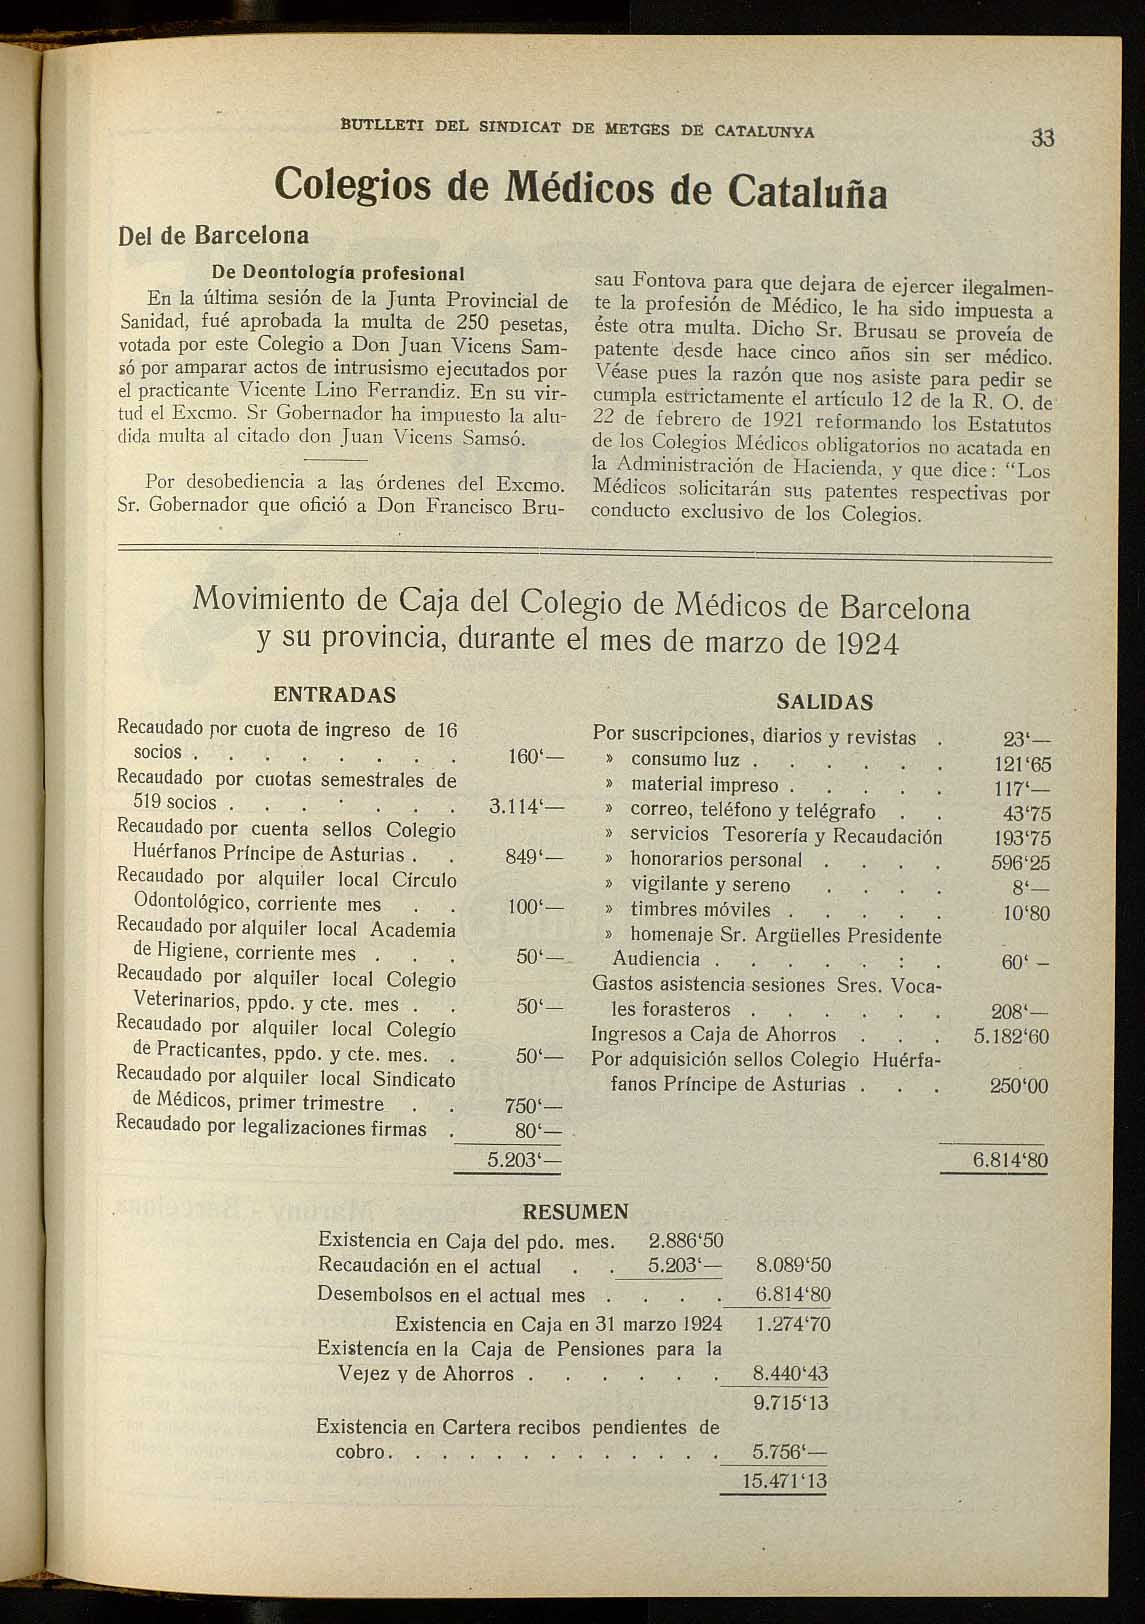 BUTLLETI DEL SINDICAT DE METGES DE CATALUNYA
33
Colegios de Médicos de Cataluña
Del de Barcelona
De Deontología profesional
En la última sesión de la Junta Provincial de
Sanidad, fué aprobada la multa de 250 pesetas,
votada por este Colegio a Don Juan Vicens Sam-
só por amparar actos de intrusismo ejecutados por
el practicante Vicente Lino Ferrandiz. En su vir-
tud el Excmo. Sr Gobernador ha impuesto la alu-
dida multa al citado don Juan Vicens Samsó.
Por desobediencia a las órdenes del Excmo.
Sr. Gobernador que ofició a Don Francisco Bru-
sau Fontova para que dejara de ejercer ilegalmen-
te la profesión de Médico, le ha sido impuesta a
éste otra multa. Dicho Sr. Brusau se proveía de
patente desde hace cinco años sin ser médico.
Véase pues la razón que nos asiste para pedir se
cumpla estrictamente el artículo 12 de la R. O. de
22 de febrero de 1921 reformando los Estatutos
de los Colegios Médicos obligatorios no acatada en
la Administración de Hacienda, y que dice: “Los
Médicos solicitarán sus patentes respectivas por
conducto exclusivo de los Colegios.
Movimiento de Caja del Colegio de Médicos de Barcelona
y su provincia, durante el mes de marzo de 1924
ENTRADAS
Recaudado por cuota de ingreso de 16
socios . . . . . . . . 160‘—
Recaudado por cuotas semestrales de
519 socios . . . . . . . 3.114‘—
Recaudado por cuenta sellos Colegio
Huérfanos Príncipe de Asturias . . 849‘—
Recaudado por alquiler local Círculo
Odontológico, corriente mes . . 100‘—
Recaudado por alquiler local Academia
de Higiene, corriente mes . . . 50‘—
Recaudado por alquiler local Colegio
Veterinarios, ppdo. y cte. mes . . 50‘—
Recaudado por alquiler local Colegio
de Practicantes, ppdo. y cte. mes. . 50‘—
Recaudado por alquiler local Sindicato
de Médicos, primer trimestre . . 750‘—
Recaudado por legalizaciones firmas . 80‘—
5.203‘—
SALIDAS
Por suscripciones, diarios y revistas . 23‘—
» consumo luz . . . . . . 121‘65
» material impreso . . . . . 117‘—
» correo, teléfono y telégrafo . . 43‘75
» servicios Tesorería y Recaudación 193‘75
» honorarios personal . . . . 596‘25
» vigilante y sereno . . . . 8‘—
» timbres móviles . . . . . 10‘80
» homenaje Sr. Argüelles Presidente
Audiencia . . . . . : . 60‘—
Gastos asistencia sesiones Sres. Voca-
les forasteros . . . . . . 208‘—
Ingresos a Caja de Ahorros . . . 5.182‘60
Por adquisición sellos Colegio Huérfa-
fanos Príncipe de Asturias . . . 250‘00
6.814‘80
RESUMEN
Existencia en Caja del pdo. mes. 2.886‘50
Recaudación en el actual . . 5.203‘— 8.089‘50
Desembolsos en el actual mes . . . . 6.814‘80
Existencia en Caja en 31 marzo 1924 1.274‘70
Existencía en la Caja de Pensiones para la
Vejez y de Ahorros . . . . . . 8.440‘43
9.715‘13
Existencia en Cartera recibos pendientes de
cobro. . . . . . . . . . . . . 5.756‘—
15.471‘13